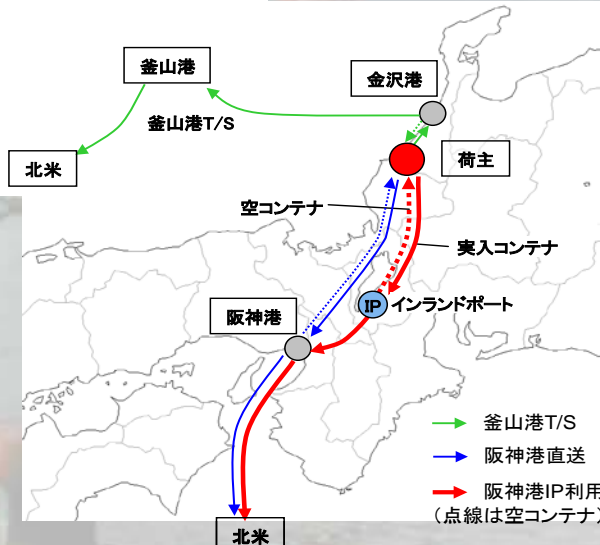 釜山港
金沢港
釜山港T/S
北米
荷主
空コンテナ
実入コンテナ
IP
インランドポート
阪神港
釜山港T/S
阪神港直送
阪神港IP利用
（点線は空コンテナ）
北米